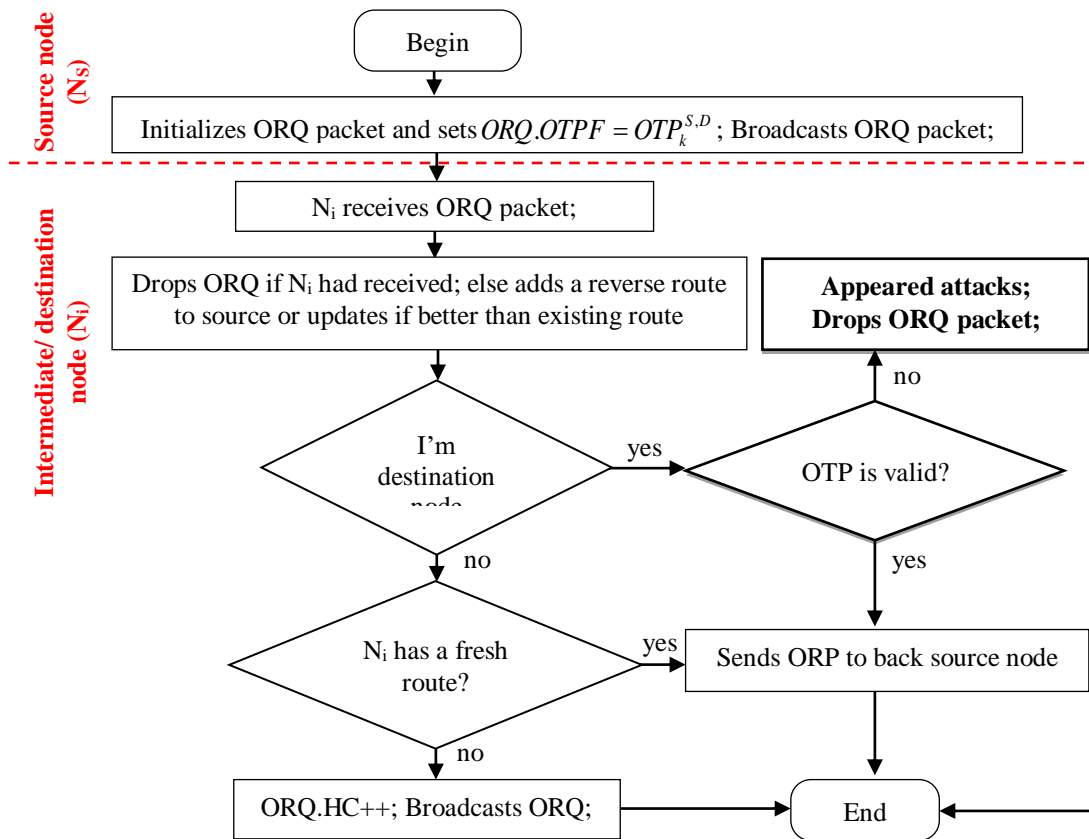 Source node
(NS)
Begin
Initializes ORQ packet and sets ORQ.OTPF = OTP_k^{S,D} ; Broadcasts ORQ packet;
Intermediate/ destination
node (Ni)
Ni receives ORQ packet;
Drops ORQ if Ni had received; else adds a reverse route
to source or updates if better than existing route
Appeared attacks;
Drops ORQ packet;
no
I’m
destination
node
yes
OTP is valid?
no
yes
Ni has a fresh
route?
yes
Sends ORP to back source node
no
ORQ.HC++; Broadcasts ORQ;
End